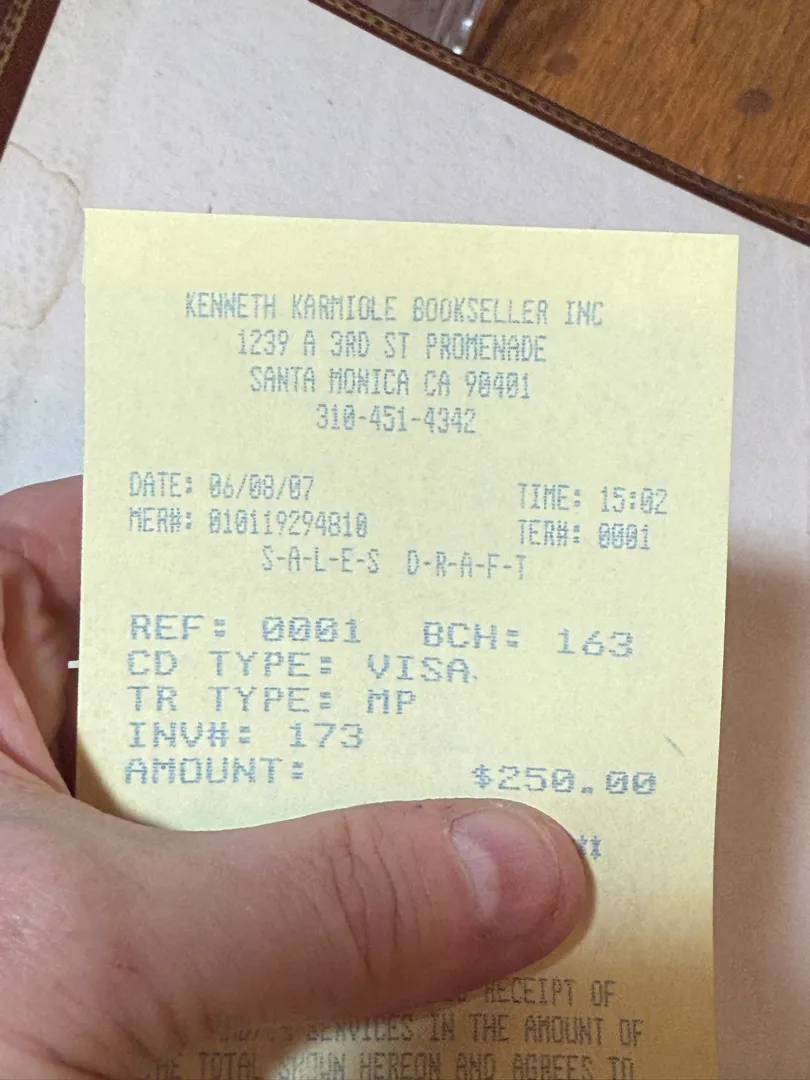 KENNETH KARMIOLE BOOKSELLER INC
1239 A 3RD ST PROMENADE
SANTA MONICA CA 90401
310-451-4342
DATE: 06/08/07 TIME: 15:02
MER#: 010119294810 TER#: 0001
S-A-L-E-S D-R-A-F-T
REF: 0001 BCH: 163
CD TYPE: VISA
TR TYPE: MP
INV#: 173
AMOUNT: $250.00
RECEIPT OF
SERVICES IN THE AMOUNT OF
THE TOTAL SHOWN HEREON AND AGREES TO